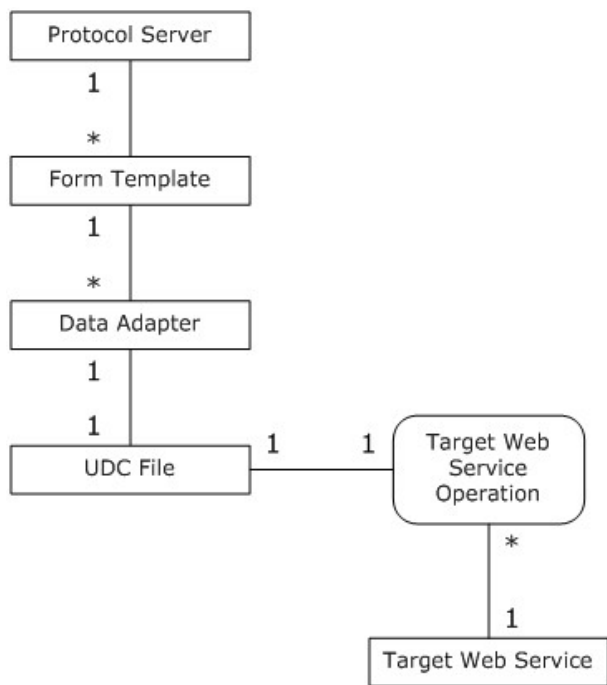 Protocol Server
1
*
Form Template
1
*
Data Adapter
1
1
UDC File
1 1
Target Web
Service
Operation
*
1
Target Web Service